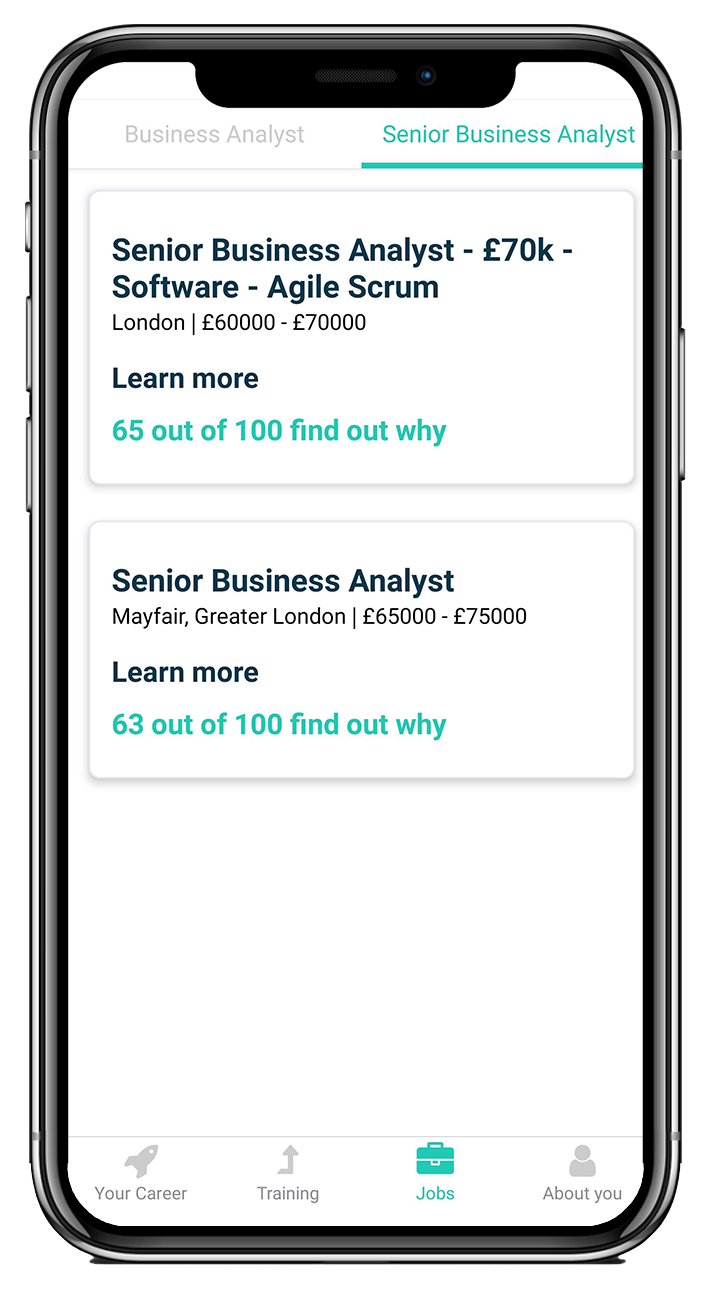 Business Analyst
Senior Business Analyst
Senior Business Analyst - £70k -
Software - Agile Scrum
London | £60000 - £70000
Learn more
65 out of 100 find out why
Senior Business Analyst
Mayfair, Greater London | £65000 - £75000
Learn more
63 out of 100 find out why
Your Career
Training
Jobs
About you